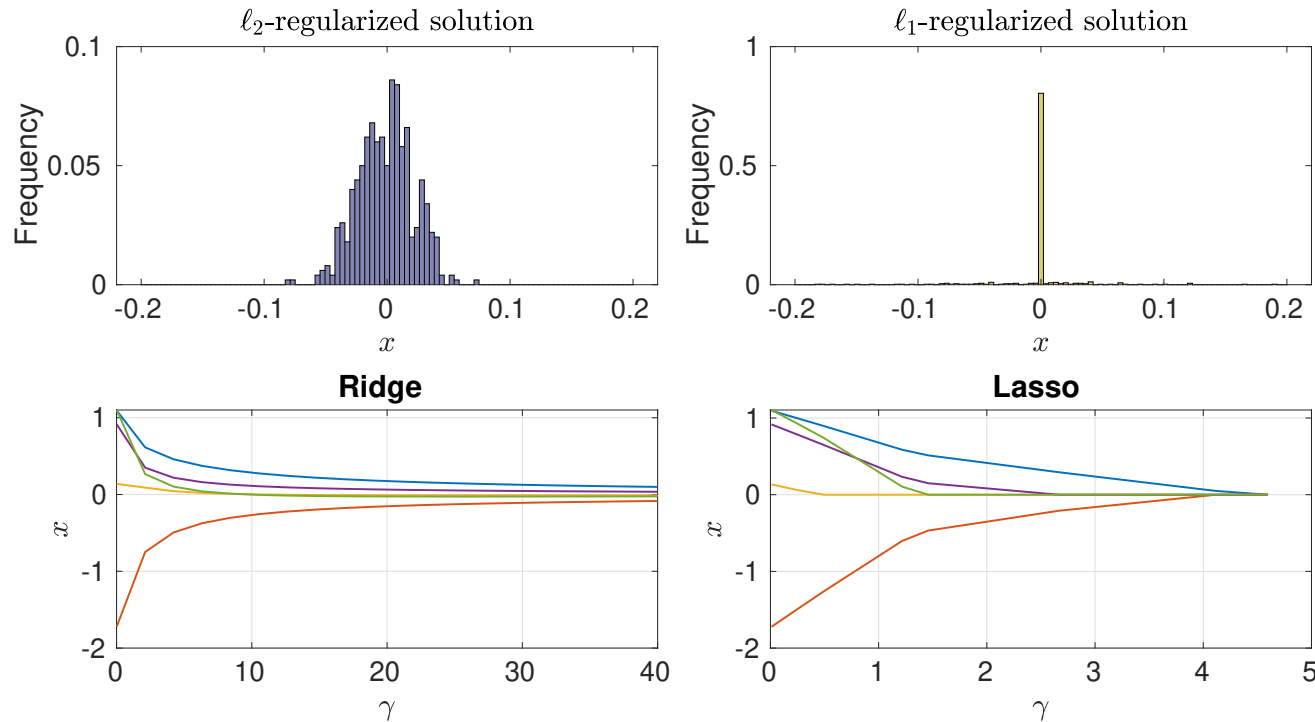 ℓ₂-regularized solution
0.1
0.05
0
Frequency
-0.2 -0.1 0 0.1 0.2
x
ℓ₁-regularized solution
1
0.5
0
Frequency
-0.2 -0.1 0 0.1 0.2
x
Ridge
1
0
-1
-2
x
0 10 20 30 40
γ
Lasso
1
0
-1
-2
x
0 1 2 3 4 5
γ